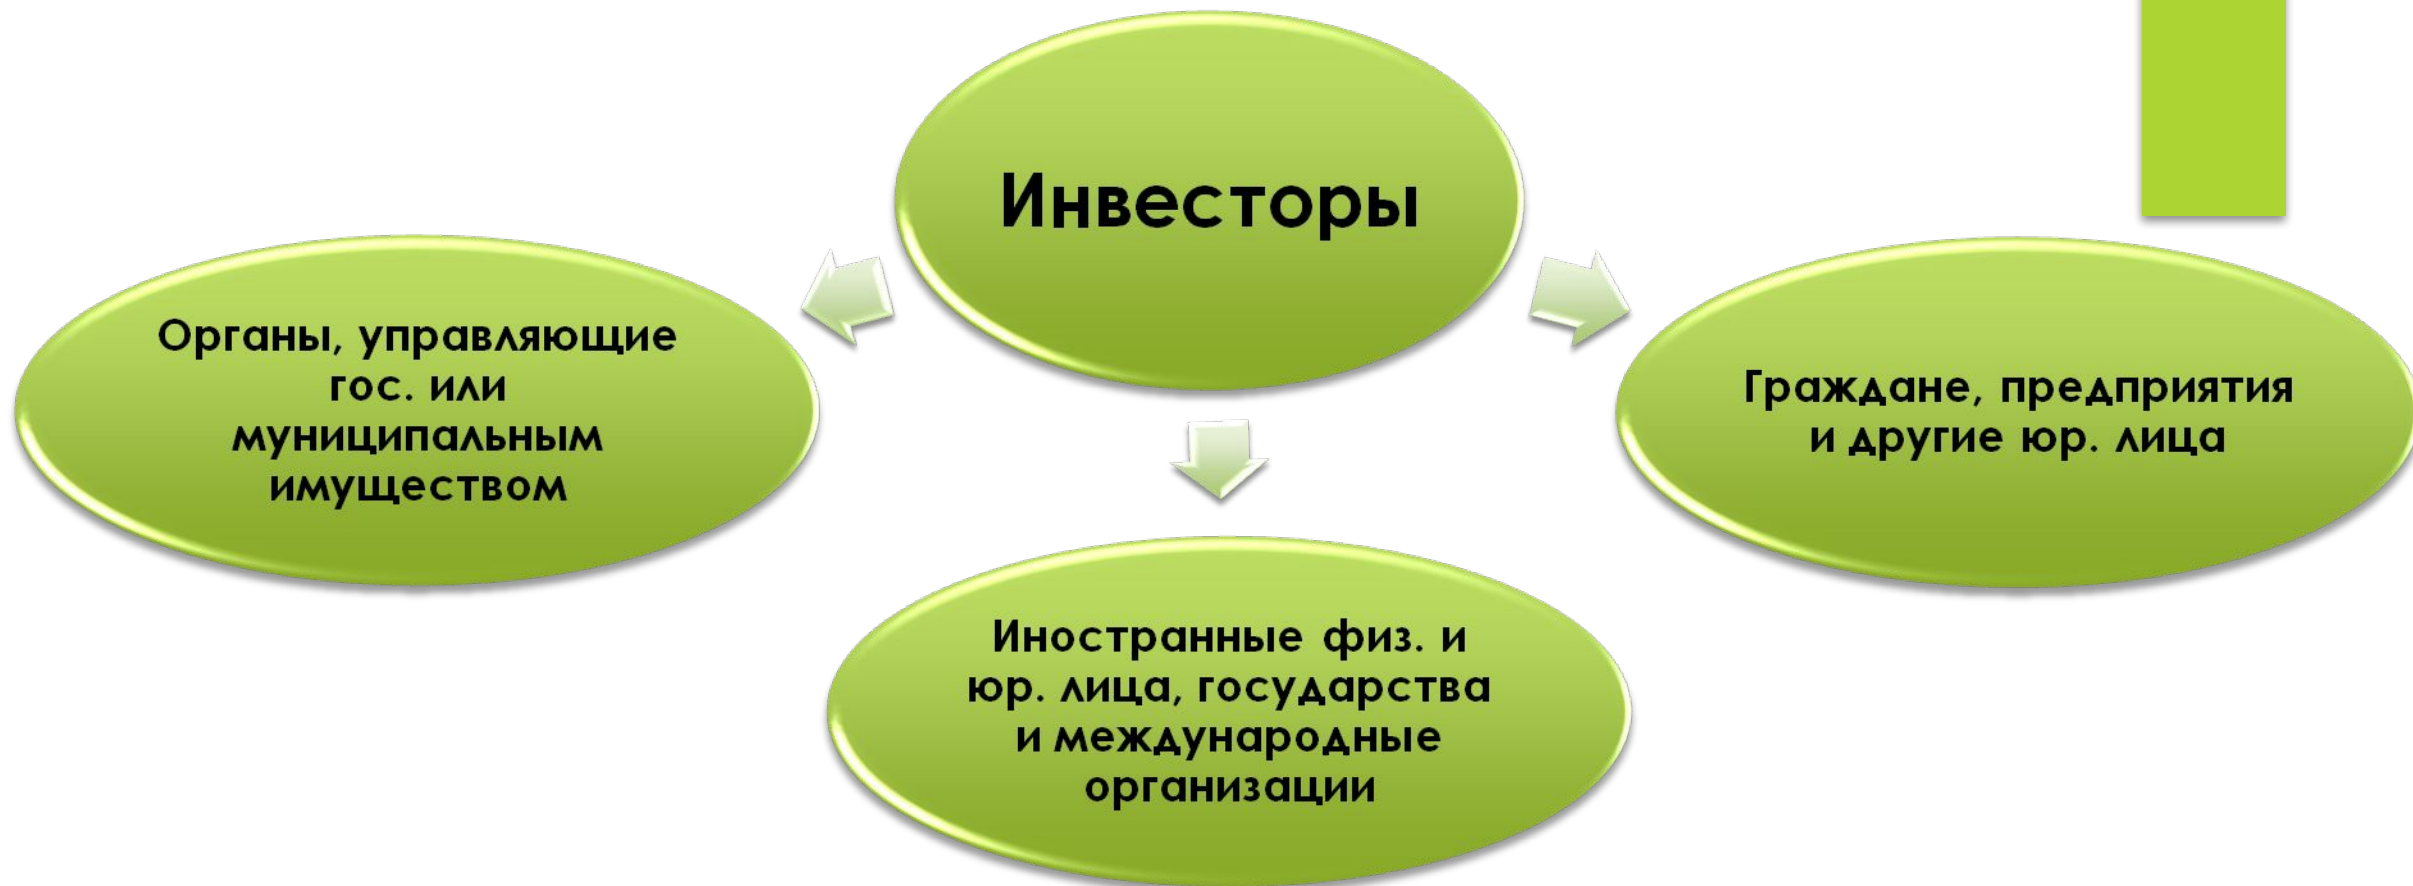 Инвесторы
Органы, управляющие
гос. или
муниципальным
имуществом
Иностранные физ. и
юр. лица, государства
и международные
организации
Граждане, предприятия
и другие юр. лица